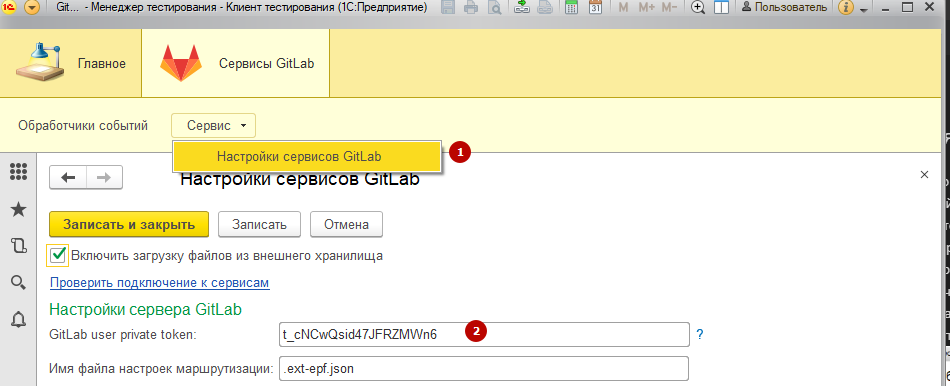 Git... - Менеджер тестирования - Клиент тестирования (1С:Предприятие)
M M+ M-
31
Пользователь
Главное
Сервисы GitLab
Обработчики событий
Сервис
Настройки сервисов GitLab
1
Настройки сервисов GitLab
Записать и закрыть
Записать
Отмена
Включить загрузку файлов из внешнего хранилища
Проверить подключение к сервисам
Настройки сервера GitLab
GitLab user private token:
t_cNCwQsid47JFRZMWn6
2
?
Имя файла настроек маршрутизации:
.ext-epf.json